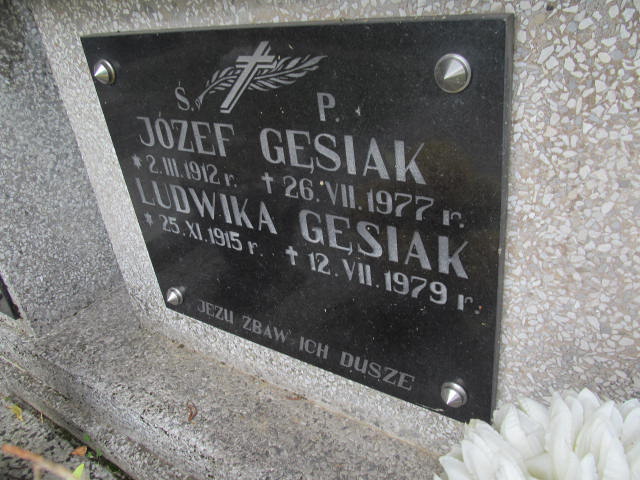 Ś. P.
JÓZEF GĘSIAK
* 2.III.1912 r. † 26.VII.1977 r.
LUDWIKA GĘSIAK
* 25.XI.1915 r. † 12.VII.1979 r.
JEZU ZBAW ICH DUSZE